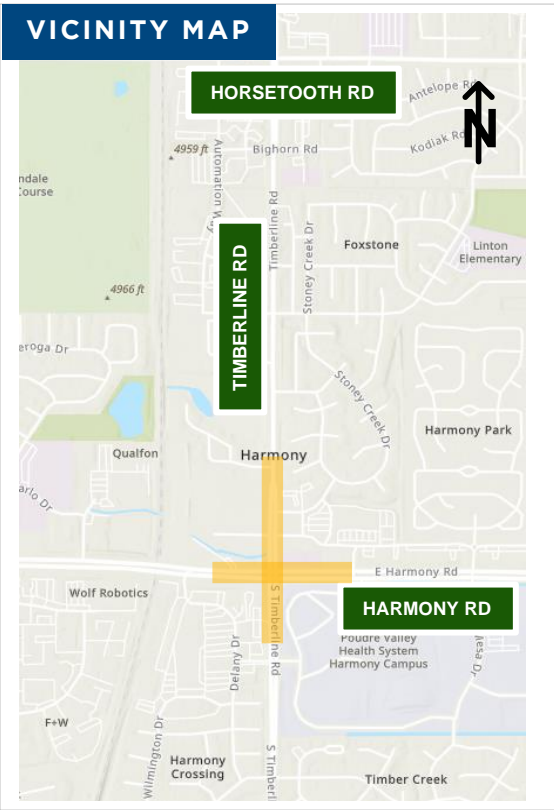 VICINITY MAP
HORSETOOTH RD
Antelope Rd
N
4959 ft
Automation Way
Bighorn Rd
Kodiak Rd
ndale
Course
Timberline Rd
Stoney Creek Dr
Foxstone
Linton
Elementary
TIMBERLINE RD
4966 ft
eroga Dr
Stoney Creek Dr
Harmony Park
Qualfon
Harmony
arlo Dr
E Harmony Rd
Wolf Robotics
HARMONY RD
S Timberline Rd
Delany Dr
Poudre Valley
Health System
Harmony Campus
esa Dr
F+W
Wilmington Dr
Harmony
Crossing
S Timberl
Timber Creek